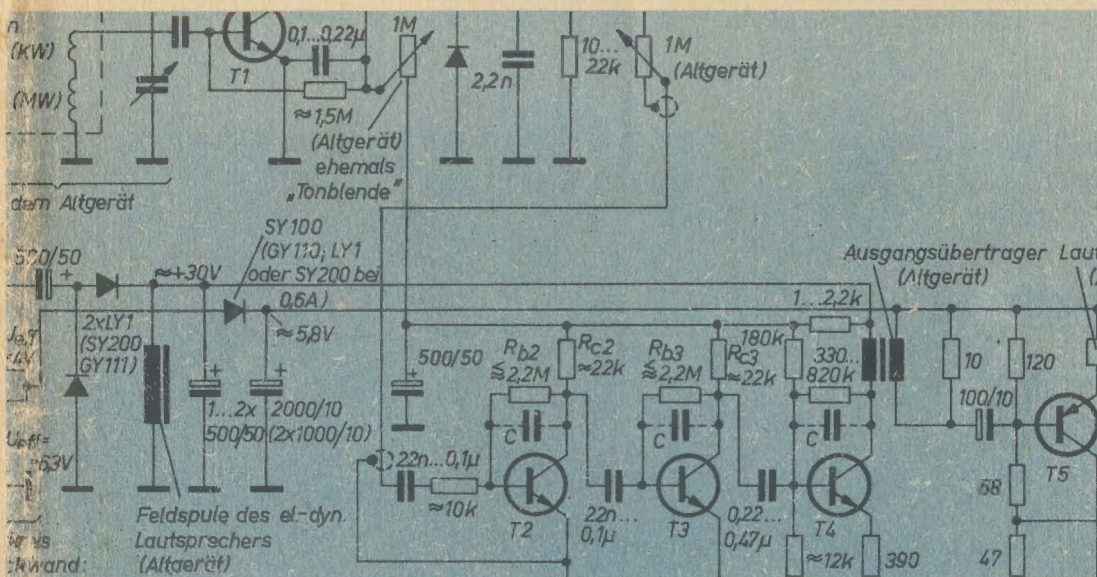 (KW)
(MW)
T1
0,1...0,22µ
≈1,5M
1M
(Altgerät)
ehemals
„Tonblende"
2,2n
10...
22k
1M
(Altgerät)
dem Altgerät
500/50
+
≈+30V
2xLY1
(SY200
GY111)
SY100
(GY110; LY1
oder SY200 bei
0,6A)
≈5,8V
+
1...2x
500/50
+
2000/10
(2x1000/10)
500/50
+
Feldspule des el.-dyn.
Lautsprechers
(Altgerät)
22n...0,1µ
≈10k
Rb2
≦2,2M
Rc2
≈22k
C
T2
22n...
0,1µ
Rb3
≦2,2M
Rc3
≈22k
C
T3
0,22...
0,47µ
1...2,2k
180k
330...
820k
C
T4
≈12k
390
Ausgangsübertrager
(Altgerät)
10
120
100/10
T5
68
47